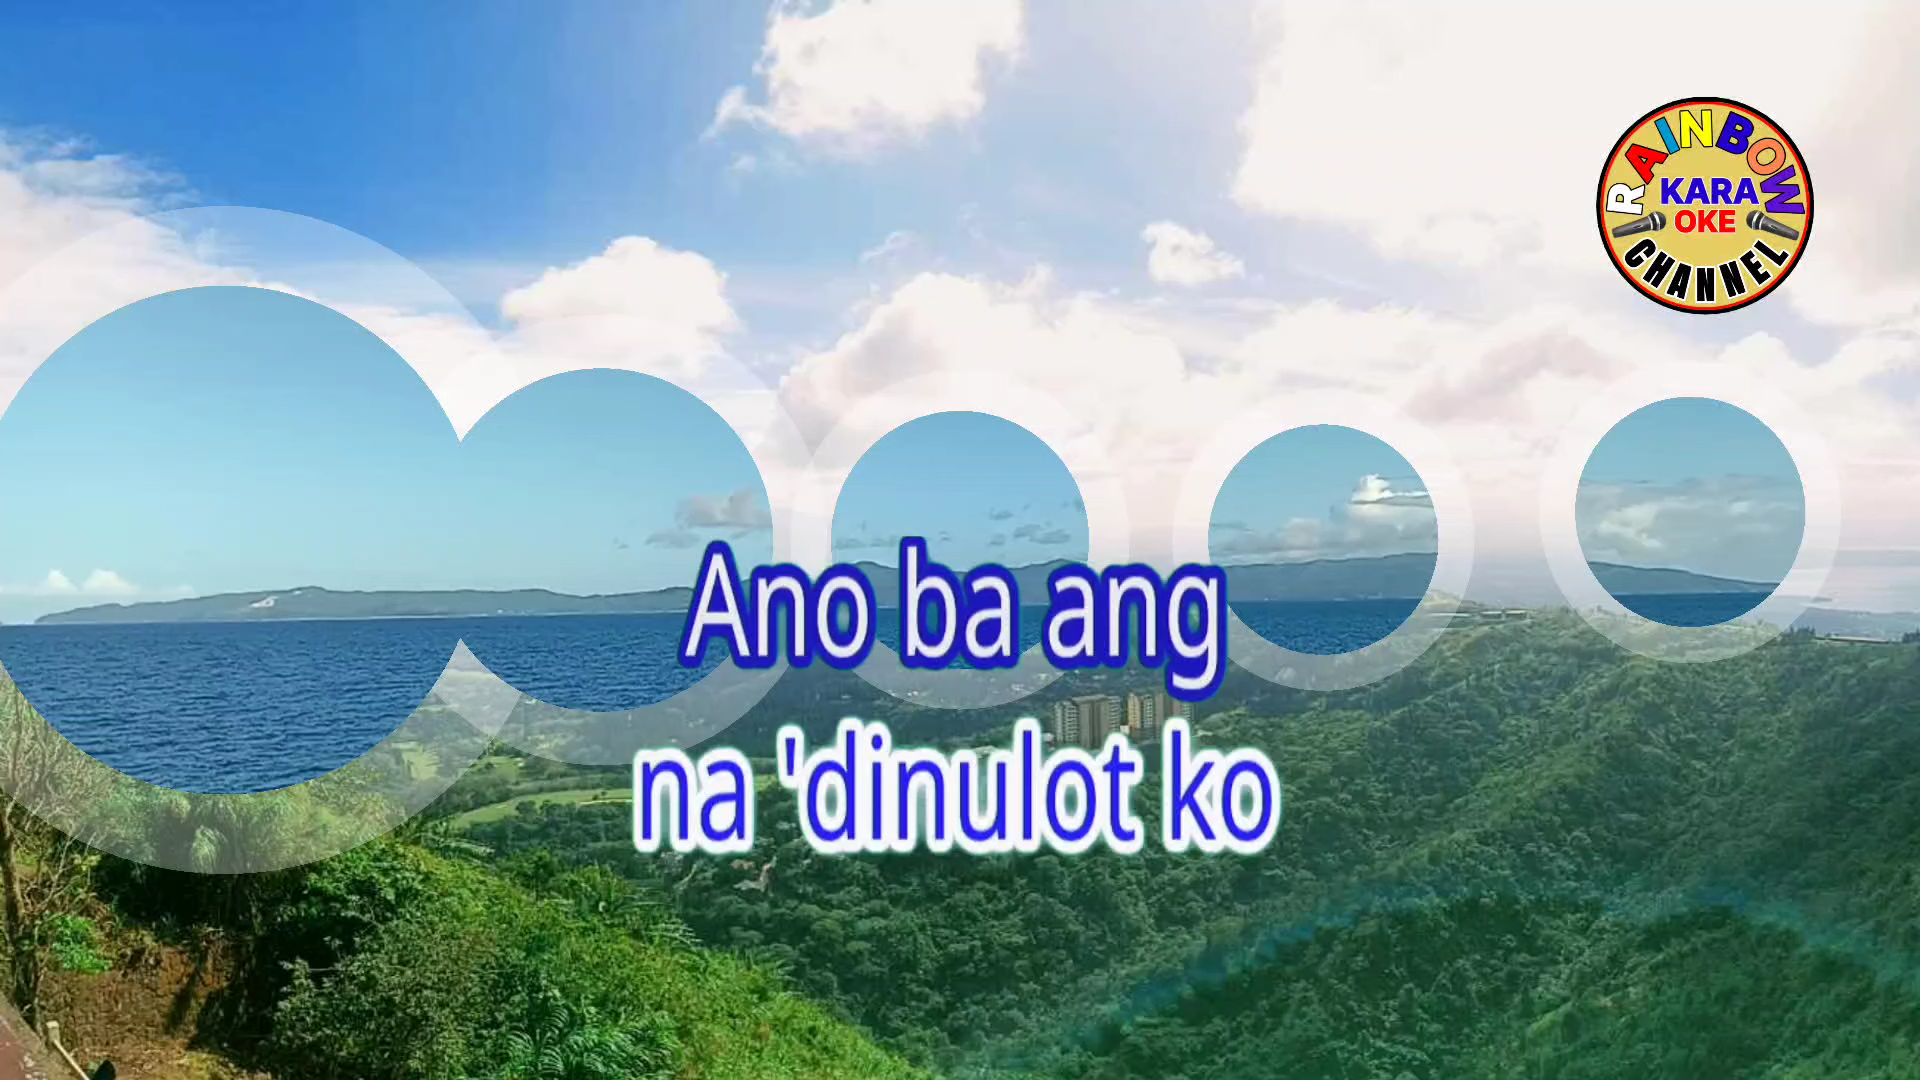 RAINBOW
KARA
OKE
CHANNEL
Ano ba ang
na 'dinulot ko